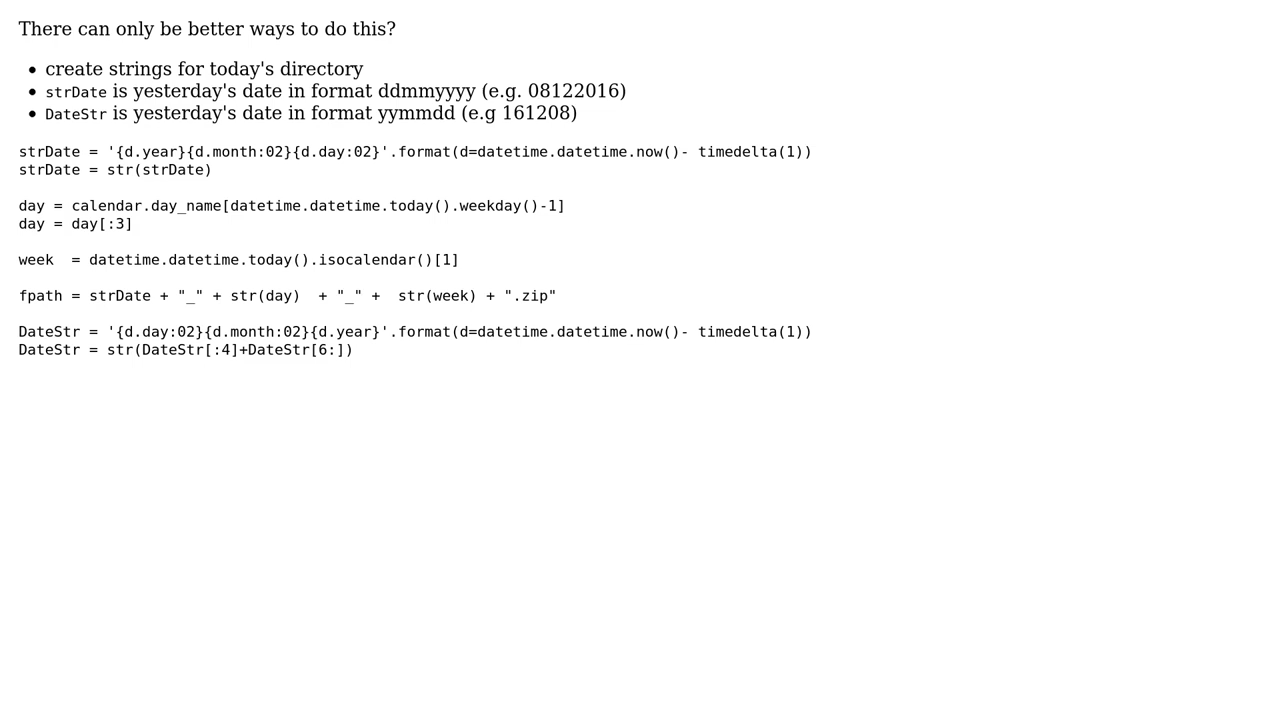 There can only be better ways to do this?
• create strings for today's directory
• strDate is yesterday's date in format ddmmyyyy (e.g. 08122016)
• DateStr is yesterday's date in format yymmdd (e.g 161208)
strDate = '{d.year}{d.month:02}{d.day:02}'.format(d=datetime.datetime.now()- timedelta(1))
strDate = str(strDate)
day = calendar.day_name[datetime.datetime.today().weekday()-1]
day = day[:3]
week  = datetime.datetime.today().isocalendar()[1]
fpath = strDate + "_" + str(day)  + "_" +  str(week) + ".zip"
DateStr = '{d.day:02}{d.month:02}{d.year}'.format(d=datetime.datetime.now()- timedelta(1))
DateStr = str(DateStr[:4]+DateStr[6:])